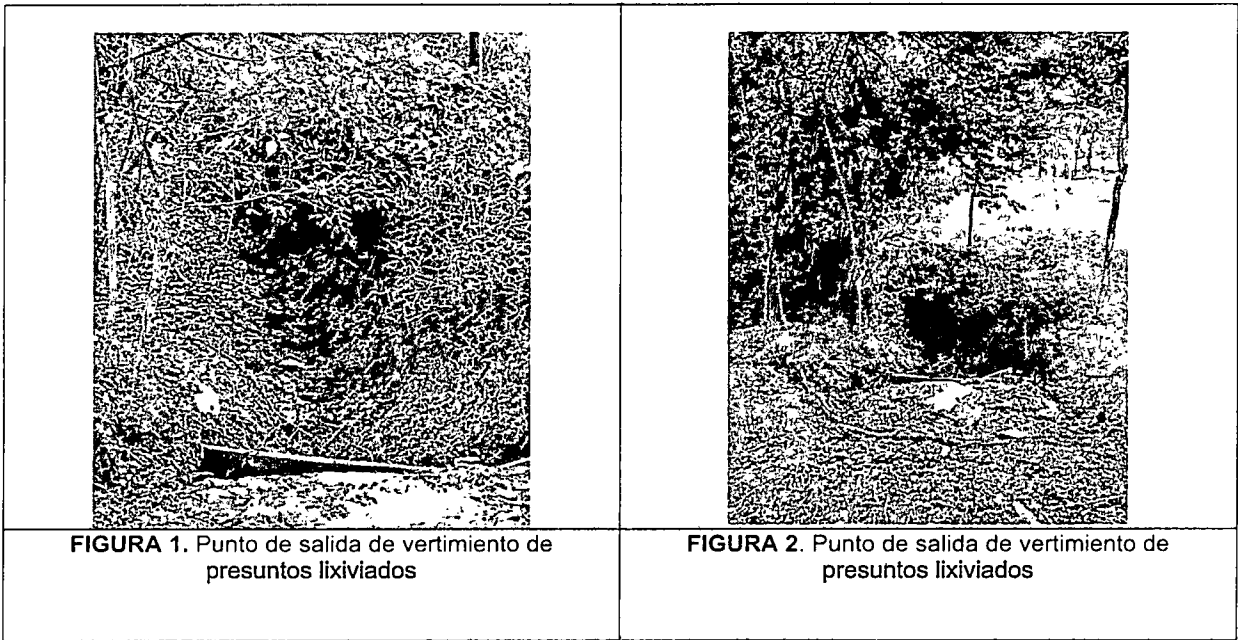 FIGURA 1. Punto de salida de vertimiento de
presuntos lixiviados
FIGURA 2. Punto de salida de vertimiento de
presuntos lixiviados